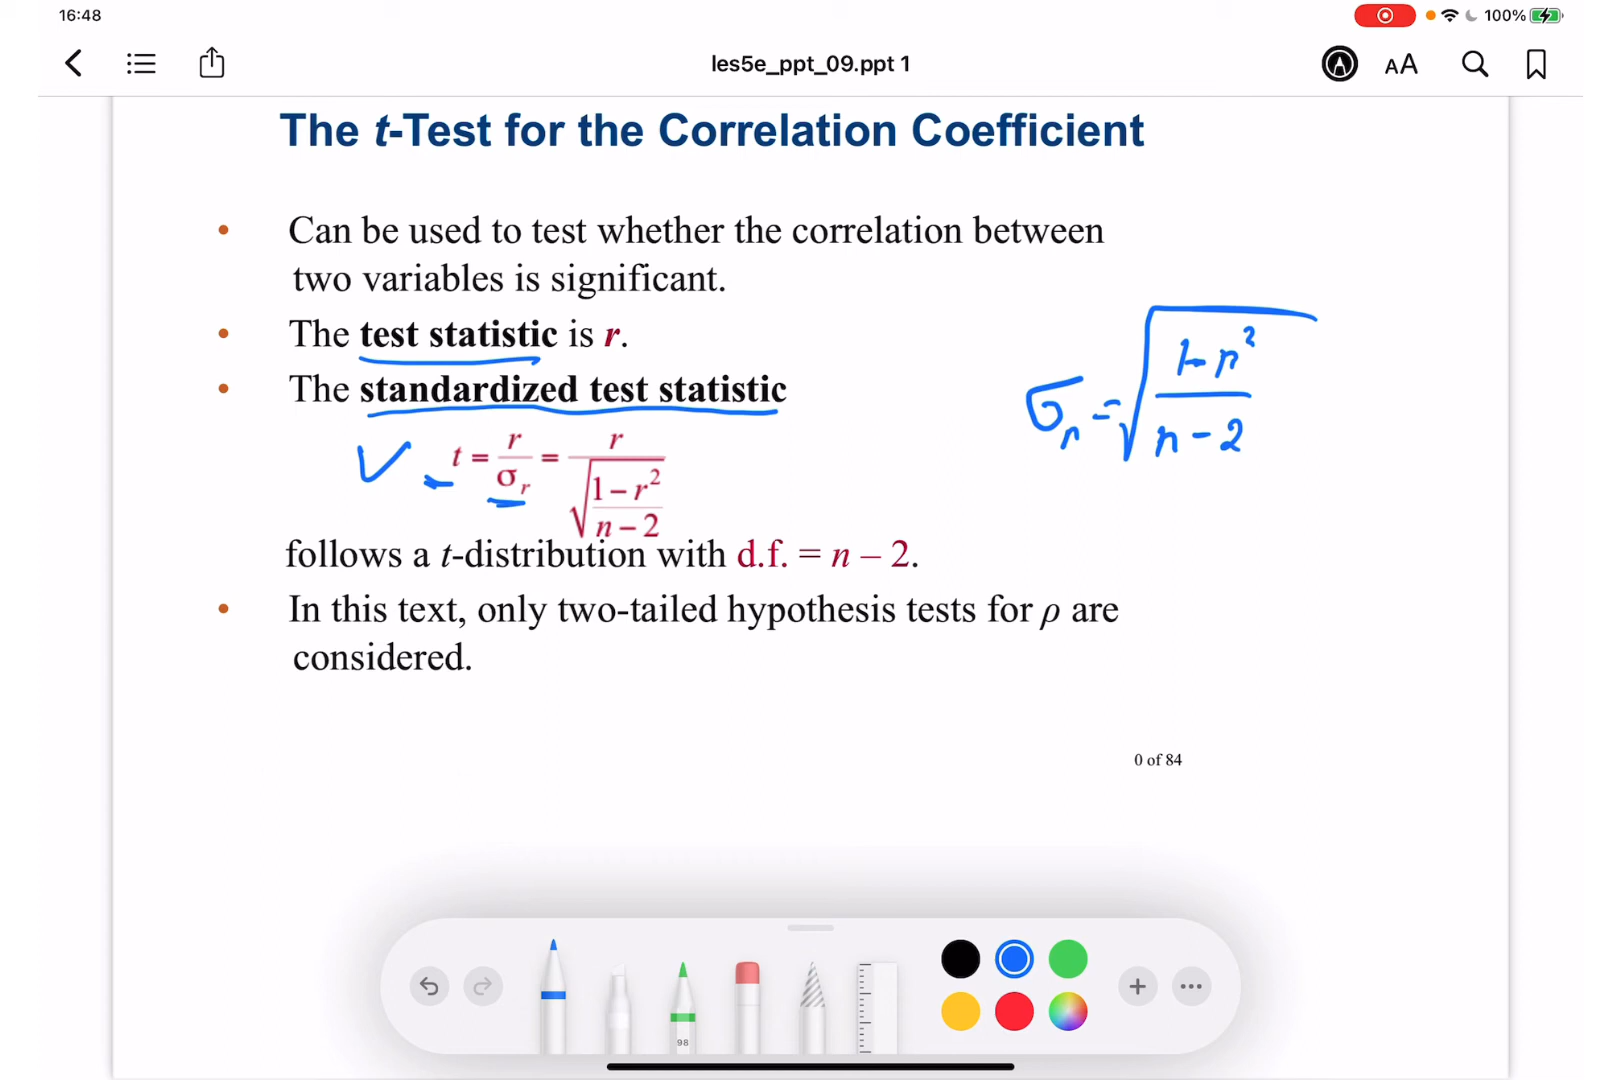 16:48
100%
les5e_ppt_09.ppt 1
AA
The t-Test for the Correlation Coefficient
• Can be used to test whether the correlation between
two variables is significant.
• The test statistic is r.
• The standardized test statistic
t = r/σr = r/√((1 − r²)/(n − 2))
σr = √((1 - r²)/(n - 2))
follows a t-distribution with d.f. = n – 2.
• In this text, only two-tailed hypothesis tests for ρ are
considered.
0 of 84
98